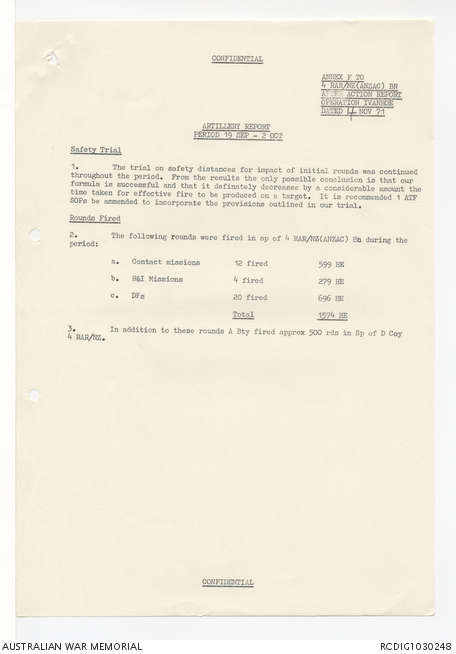 CONFIDENTIAL
ANNEX F TO
4 RAR/NZ(ANZAC) BN
AFTER ACTION REPORT
OPERATION IVANHOE
DATED 4 NOV 71
ARTILLERY REPORT
PERIOD 19 SEP - 2 OCT
Safety Trial
1. The trial on safety distances for impact of initial rounds was continued
throughout the period. From the results the only possible conclusion is that our
formula is successful and that it definately decreases by a considerable amount the
time taken for effective fire to be produced on a target. It is recommended 1 ATF
SOPs be ammended to incorporate the provisions outlined in our trial.
Rounds Fired
2. The following rounds were fired in sp of 4 RAR/NZ(ANZAC) Bn during the
period:
a. Contact missions 12 fired 599 HE
b. H&I Missions 4 fired 279 HE
c. DFs 20 fired 696 HE
Total 1574 HE
3. In addition to these rounds A Bty fired approx 500 rds in Sp of D Coy
4 RAR/NZ.
CONFIDENTIAL
AUSTRALIAN WAR MEMORIAL RCDIG1030248